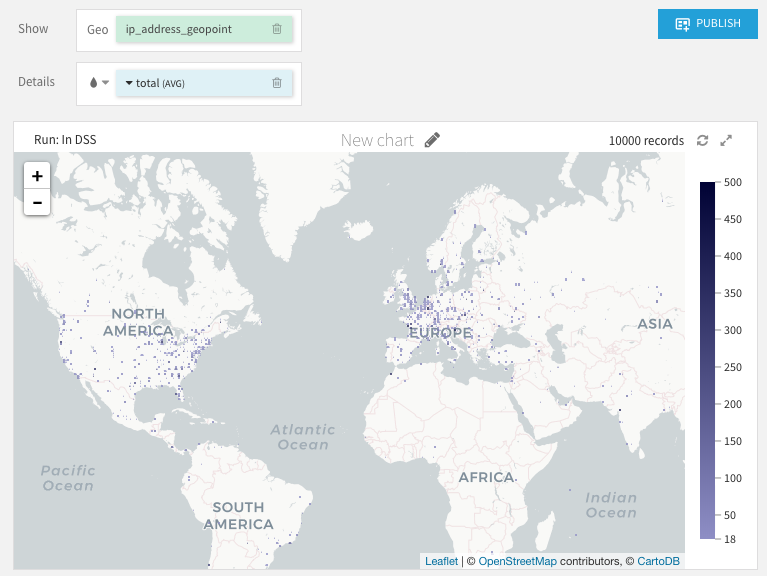 Show
Geo
ip_address_geopoint
PUBLISH
Details
total (AVG)
Run: In DSS
New chart
10000 records
+
-
NORTH
AMERICA
EUROPE
ASIA
Atlantic
Ocean
Pacific
Ocean
AFRICA
SOUTH
AMERICA
Indian
Ocean
500
450
400
350
300
250
200
150
100
50
18
Leaflet | © OpenStreetMap contributors, © CartoDB